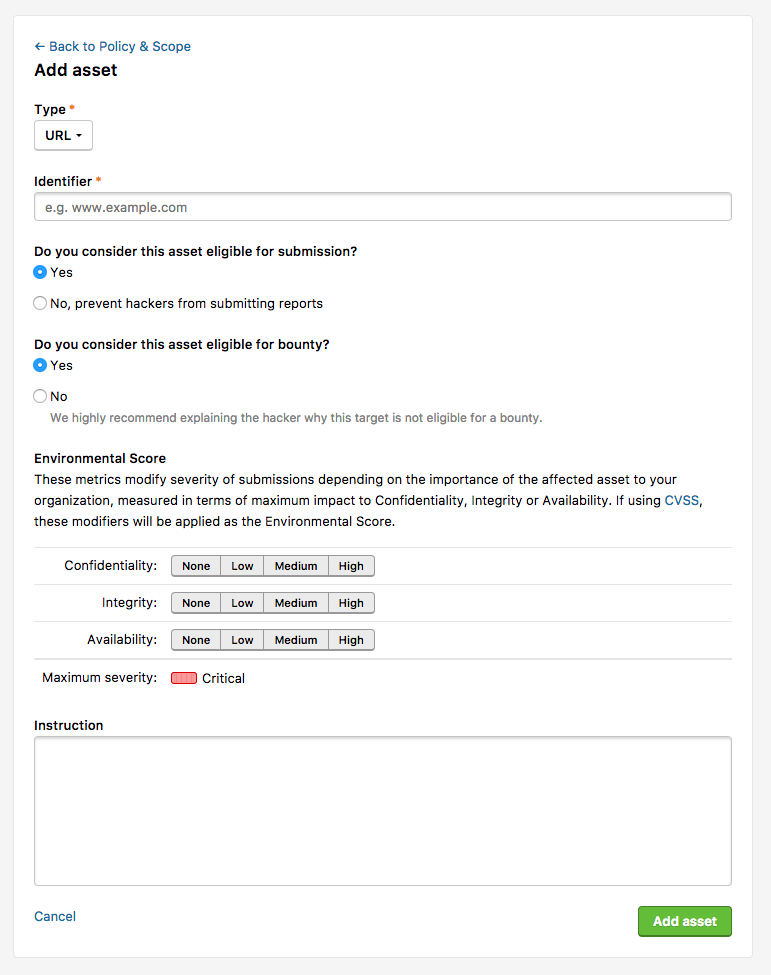 ← Back to Policy & Scope
Add asset
Type *
URL
Identifier *
e.g. www.example.com
Do you consider this asset eligible for submission?
Yes
No, prevent hackers from submitting reports
Do you consider this asset eligible for bounty?
Yes
No
We highly recommend explaining the hacker why this target is not eligible for a bounty.
Environmental Score
These metrics modify severity of submissions depending on the importance of the affected asset to your
organization, measured in terms of maximum impact to Confidentiality, Integrity or Availability. If using CVSS,
these modifiers will be applied as the Environmental Score.
Confidentiality: None Low Medium High
Integrity: None Low Medium High
Availability: None Low Medium High
Maximum severity: Critical
Instruction
Cancel Add asset